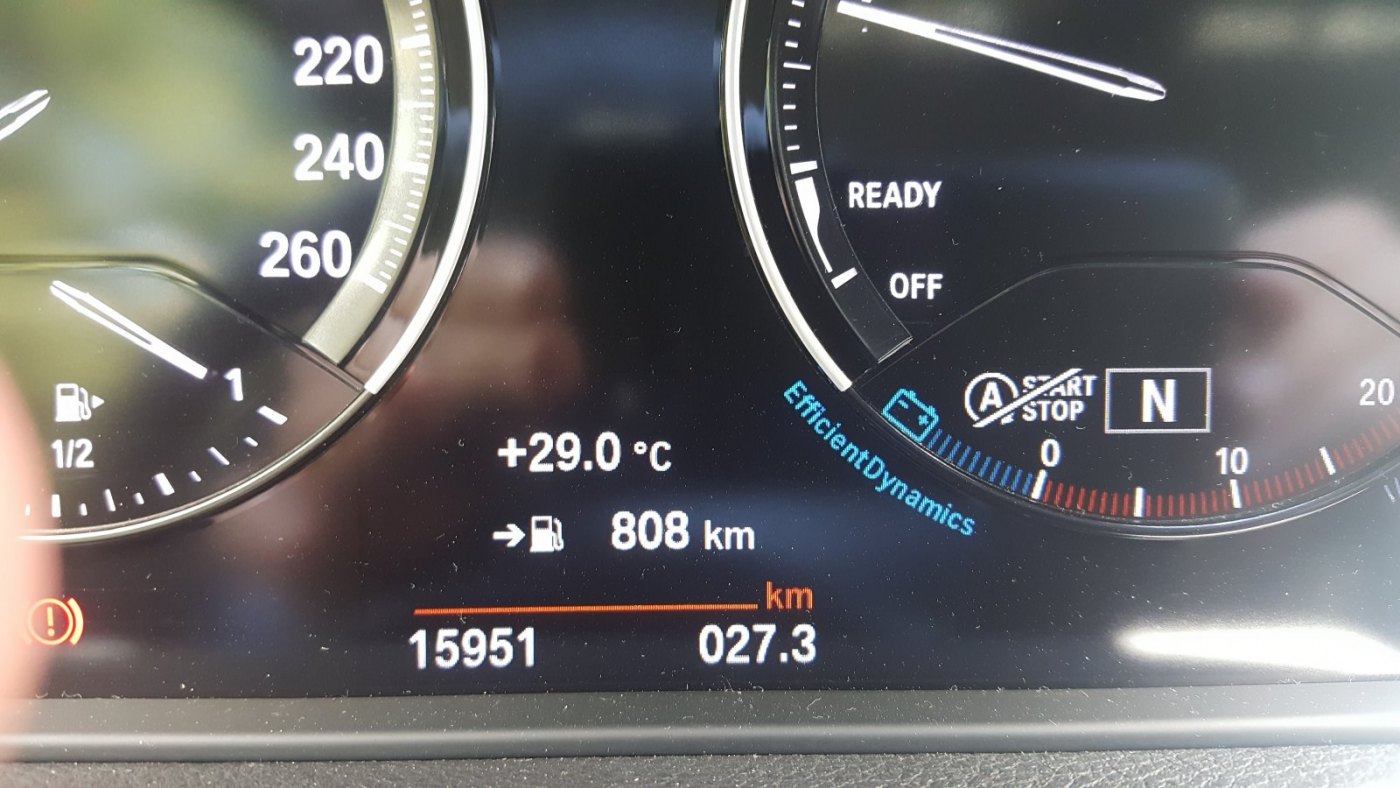 220
240
260
1
1/2
+29.0 °C
808 km
km
15951
027.3
READY
OFF
EfficientDynamics
A
START
STOP
N
0
10
20